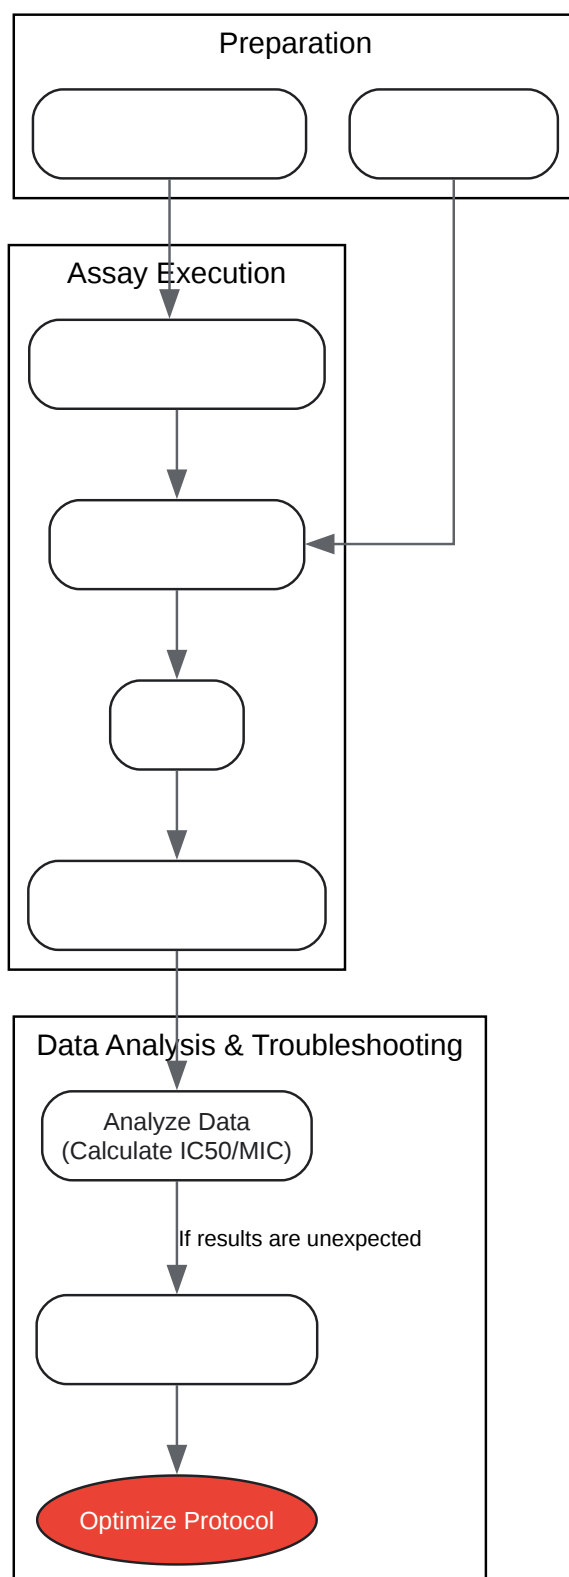 Preparation
Assay Execution
Data Analysis & Troubleshooting
Analyze Data
(Calculate IC50/MIC)
If results are unexpected
Optimize Protocol